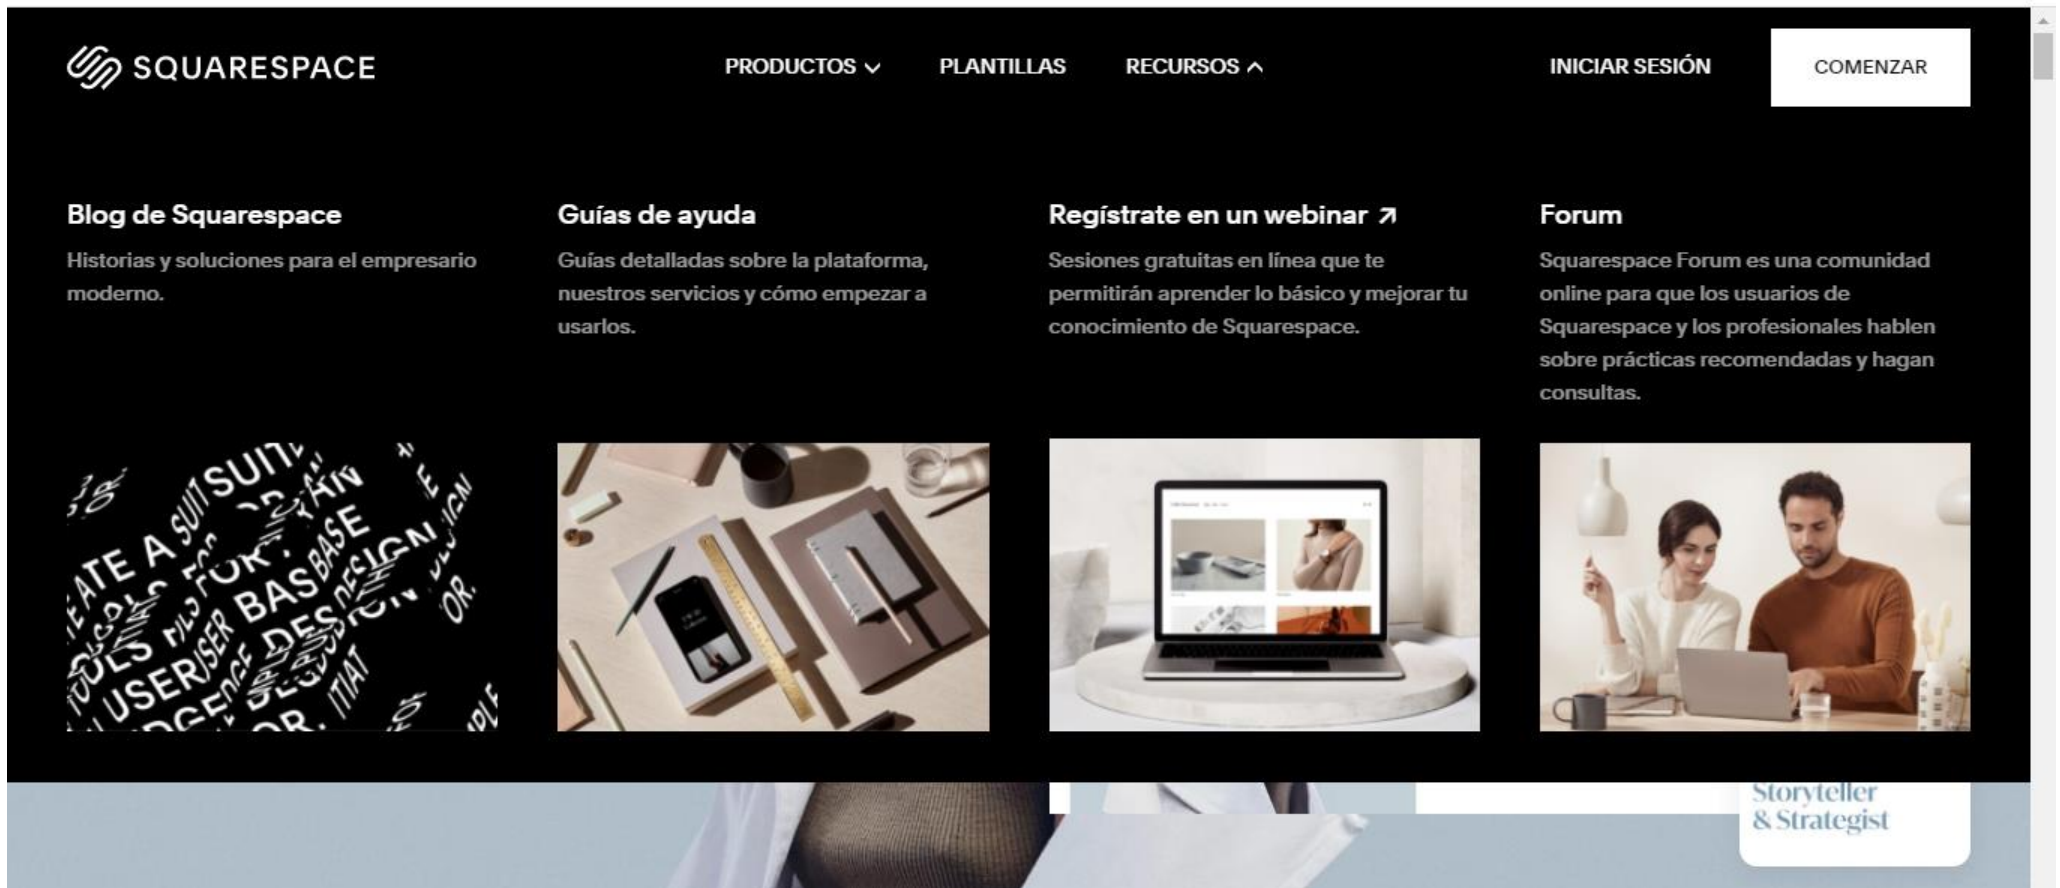 SQUARESPACE
PRODUCTOS
PLANTILLAS
RECURSOS
INICIAR SESIÓN
COMENZAR
Blog de Squarespace
Historias y soluciones para el empresario
moderno.
Guías de ayuda
Guías detalladas sobre la plataforma,
nuestros servicios y cómo empezar a
usarlos.
Regístrate en un webinar
Sesiones gratuitas en línea que te
permitirán aprender lo básico y mejorar tu
conocimiento de Squarespace.
Forum
Squarespace Forum es una comunidad
online para que los usuarios de
Squarespace y los profesionales hablen
sobre prácticas recomendadas y hagan
consultas.
Storyteller
& Strategist